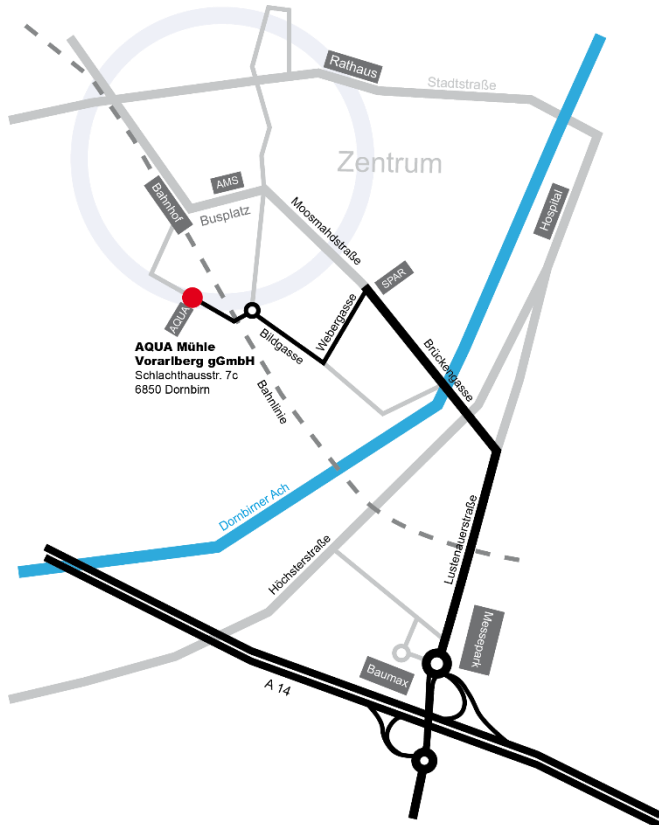 Rathaus
Stadtstraße
Zentrum
AMS
Bahnhof
Busplatz
Hospital
Moosmahdstraße
SPAR
AQUA
Webergasse
Bildgasse
Brückengasse
AQUA Mühle
Vorarlberg gGmbH
Schlachthausstr. 7c
6850 Dornbirn
Bahnlinie
Dornbirner Ach
Lustenauerstraße
Höchsterstraße
Messepark
Baumax
A 14